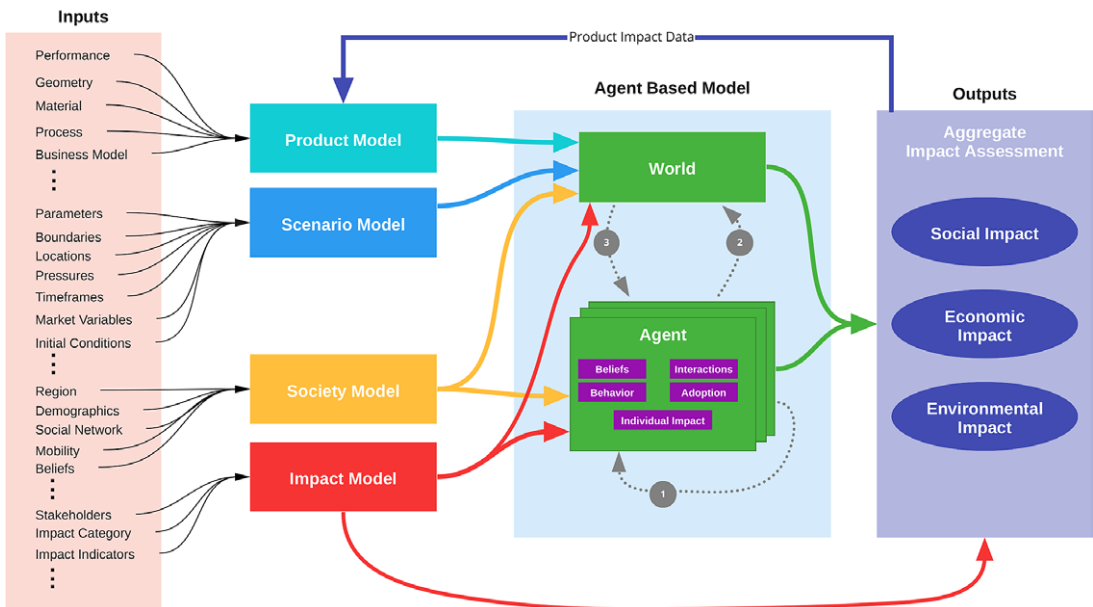 Inputs
Performance
Geometry
Material
Process
Business Model
Parameters
Boundaries
Locations
Pressures
Timeframes
Market Variables
Initial Conditions
Region
Demographics
Social Network
Mobility
Beliefs
Stakeholders
Impact Category
Impact Indicators
Product Model
Scenario Model
Society Model
Impact Model
Product Impact Data
Agent Based Model
World
3
2
Agent
Beliefs
Interactions
Behavior
Adoption
Individual Impact
1
Outputs
Aggregate
Impact Assessment
Social Impact
Economic
Impact
Environmental
Impact